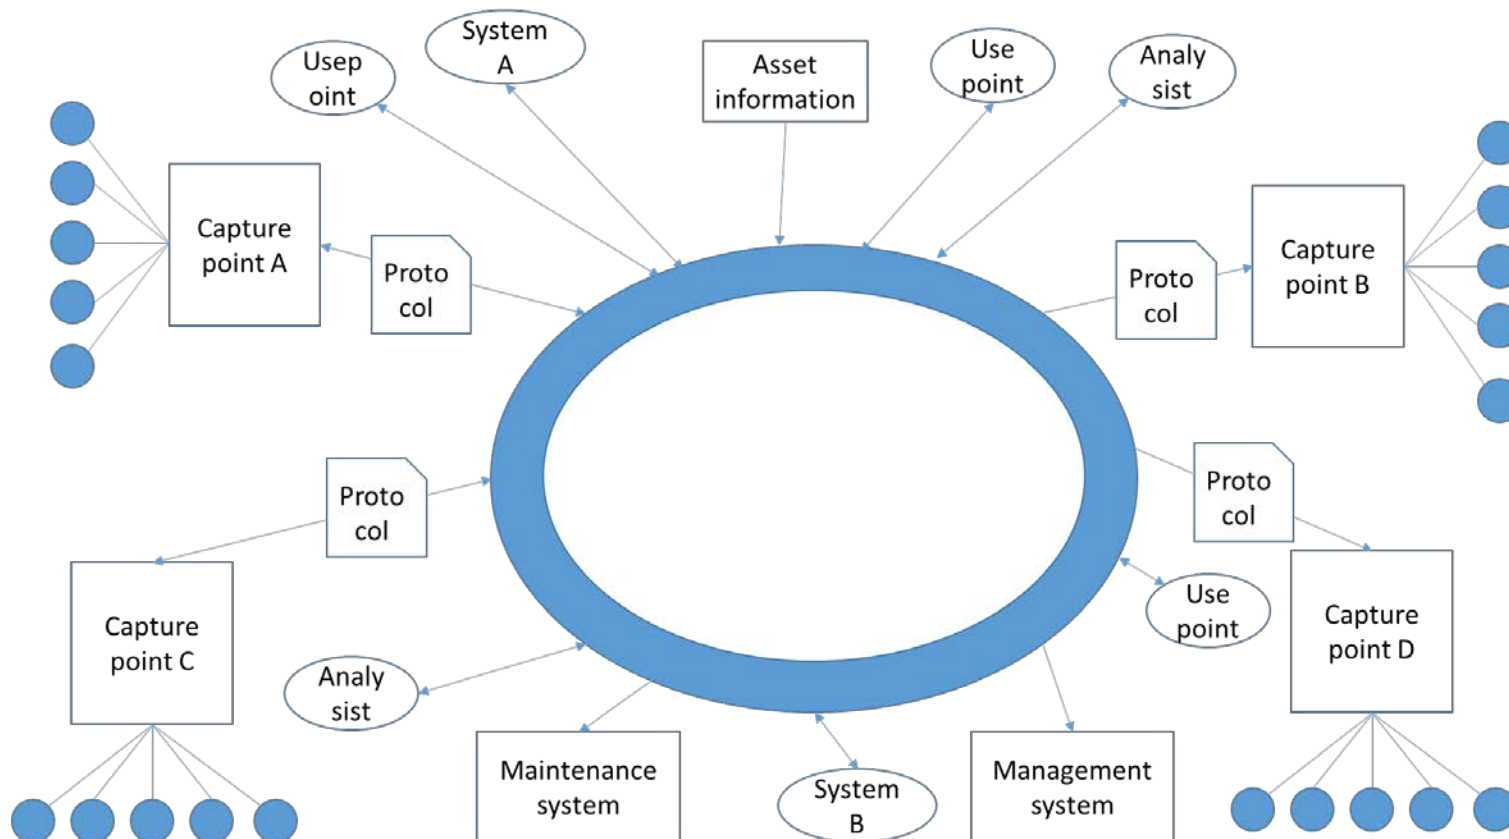 System
A
Usep
oint
Asset
information
Use
point
Analy
sist
Capture
point A
Proto
col
Proto
col
Capture
point B
Proto
col
Proto
col
Capture
point C
Use
point
Capture
point D
Analy
sist
Maintenance
system
System
B
Management
system